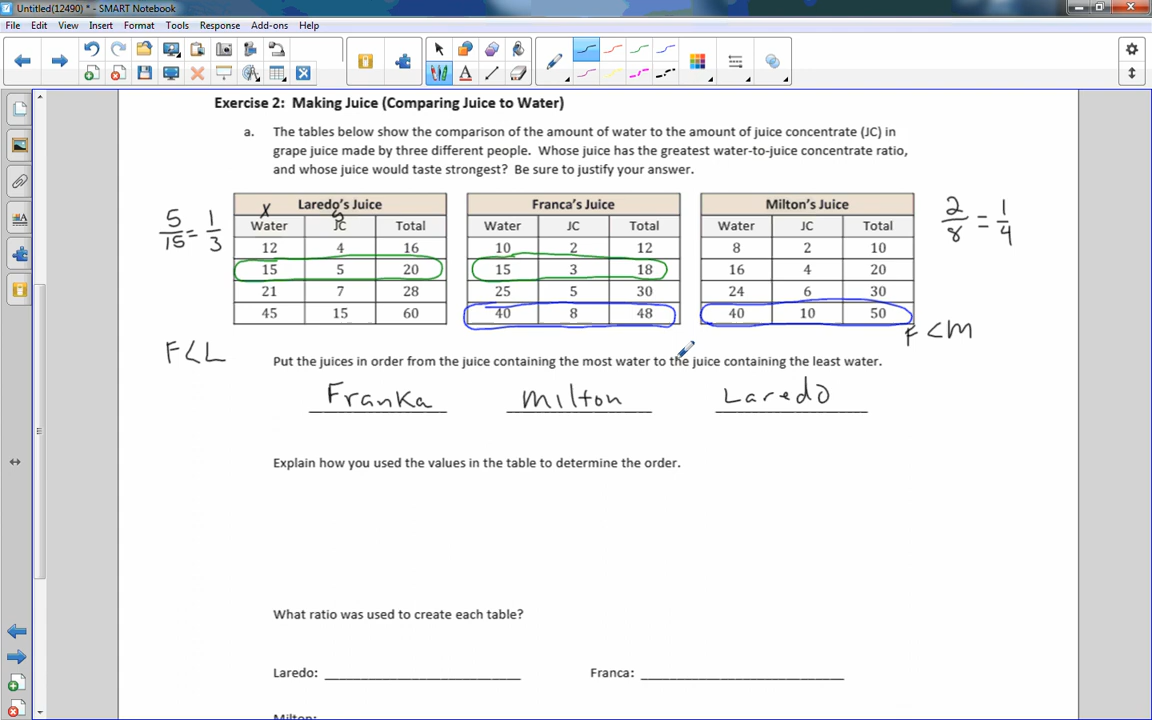 Untitled(12490) * - SMART Notebook
File Edit View Insert Format Tools Response Add-ons Help
Exercise 2: Making Juice (Comparing Juice to Water)
a. The tables below show the comparison of the amount of water to the amount of juice concentrate (JC) in
grape juice made by three different people. Whose juice has the greatest water-to-juice concentrate ratio,
and whose juice would taste strongest? Be sure to justify your answer.
5/15 = 1/3
2/8 = 1/4
X 5
Laredo's Juice Franca's Juice Milton's Juice
Water JC Total Water JC Total Water JC Total
12 4 16 10 2 12 8 2 10
15 5 20 15 3 18 16 4 20
21 7 28 25 5 30 24 6 30
45 15 60 40 8 48 40 10 50
F < L
F < M
Put the juices in order from the juice containing the most water to the juice containing the least water.
Franka Milton Laredo
Explain how you used the values in the table to determine the order.
What ratio was used to create each table?
Laredo: Franca:
Milton: